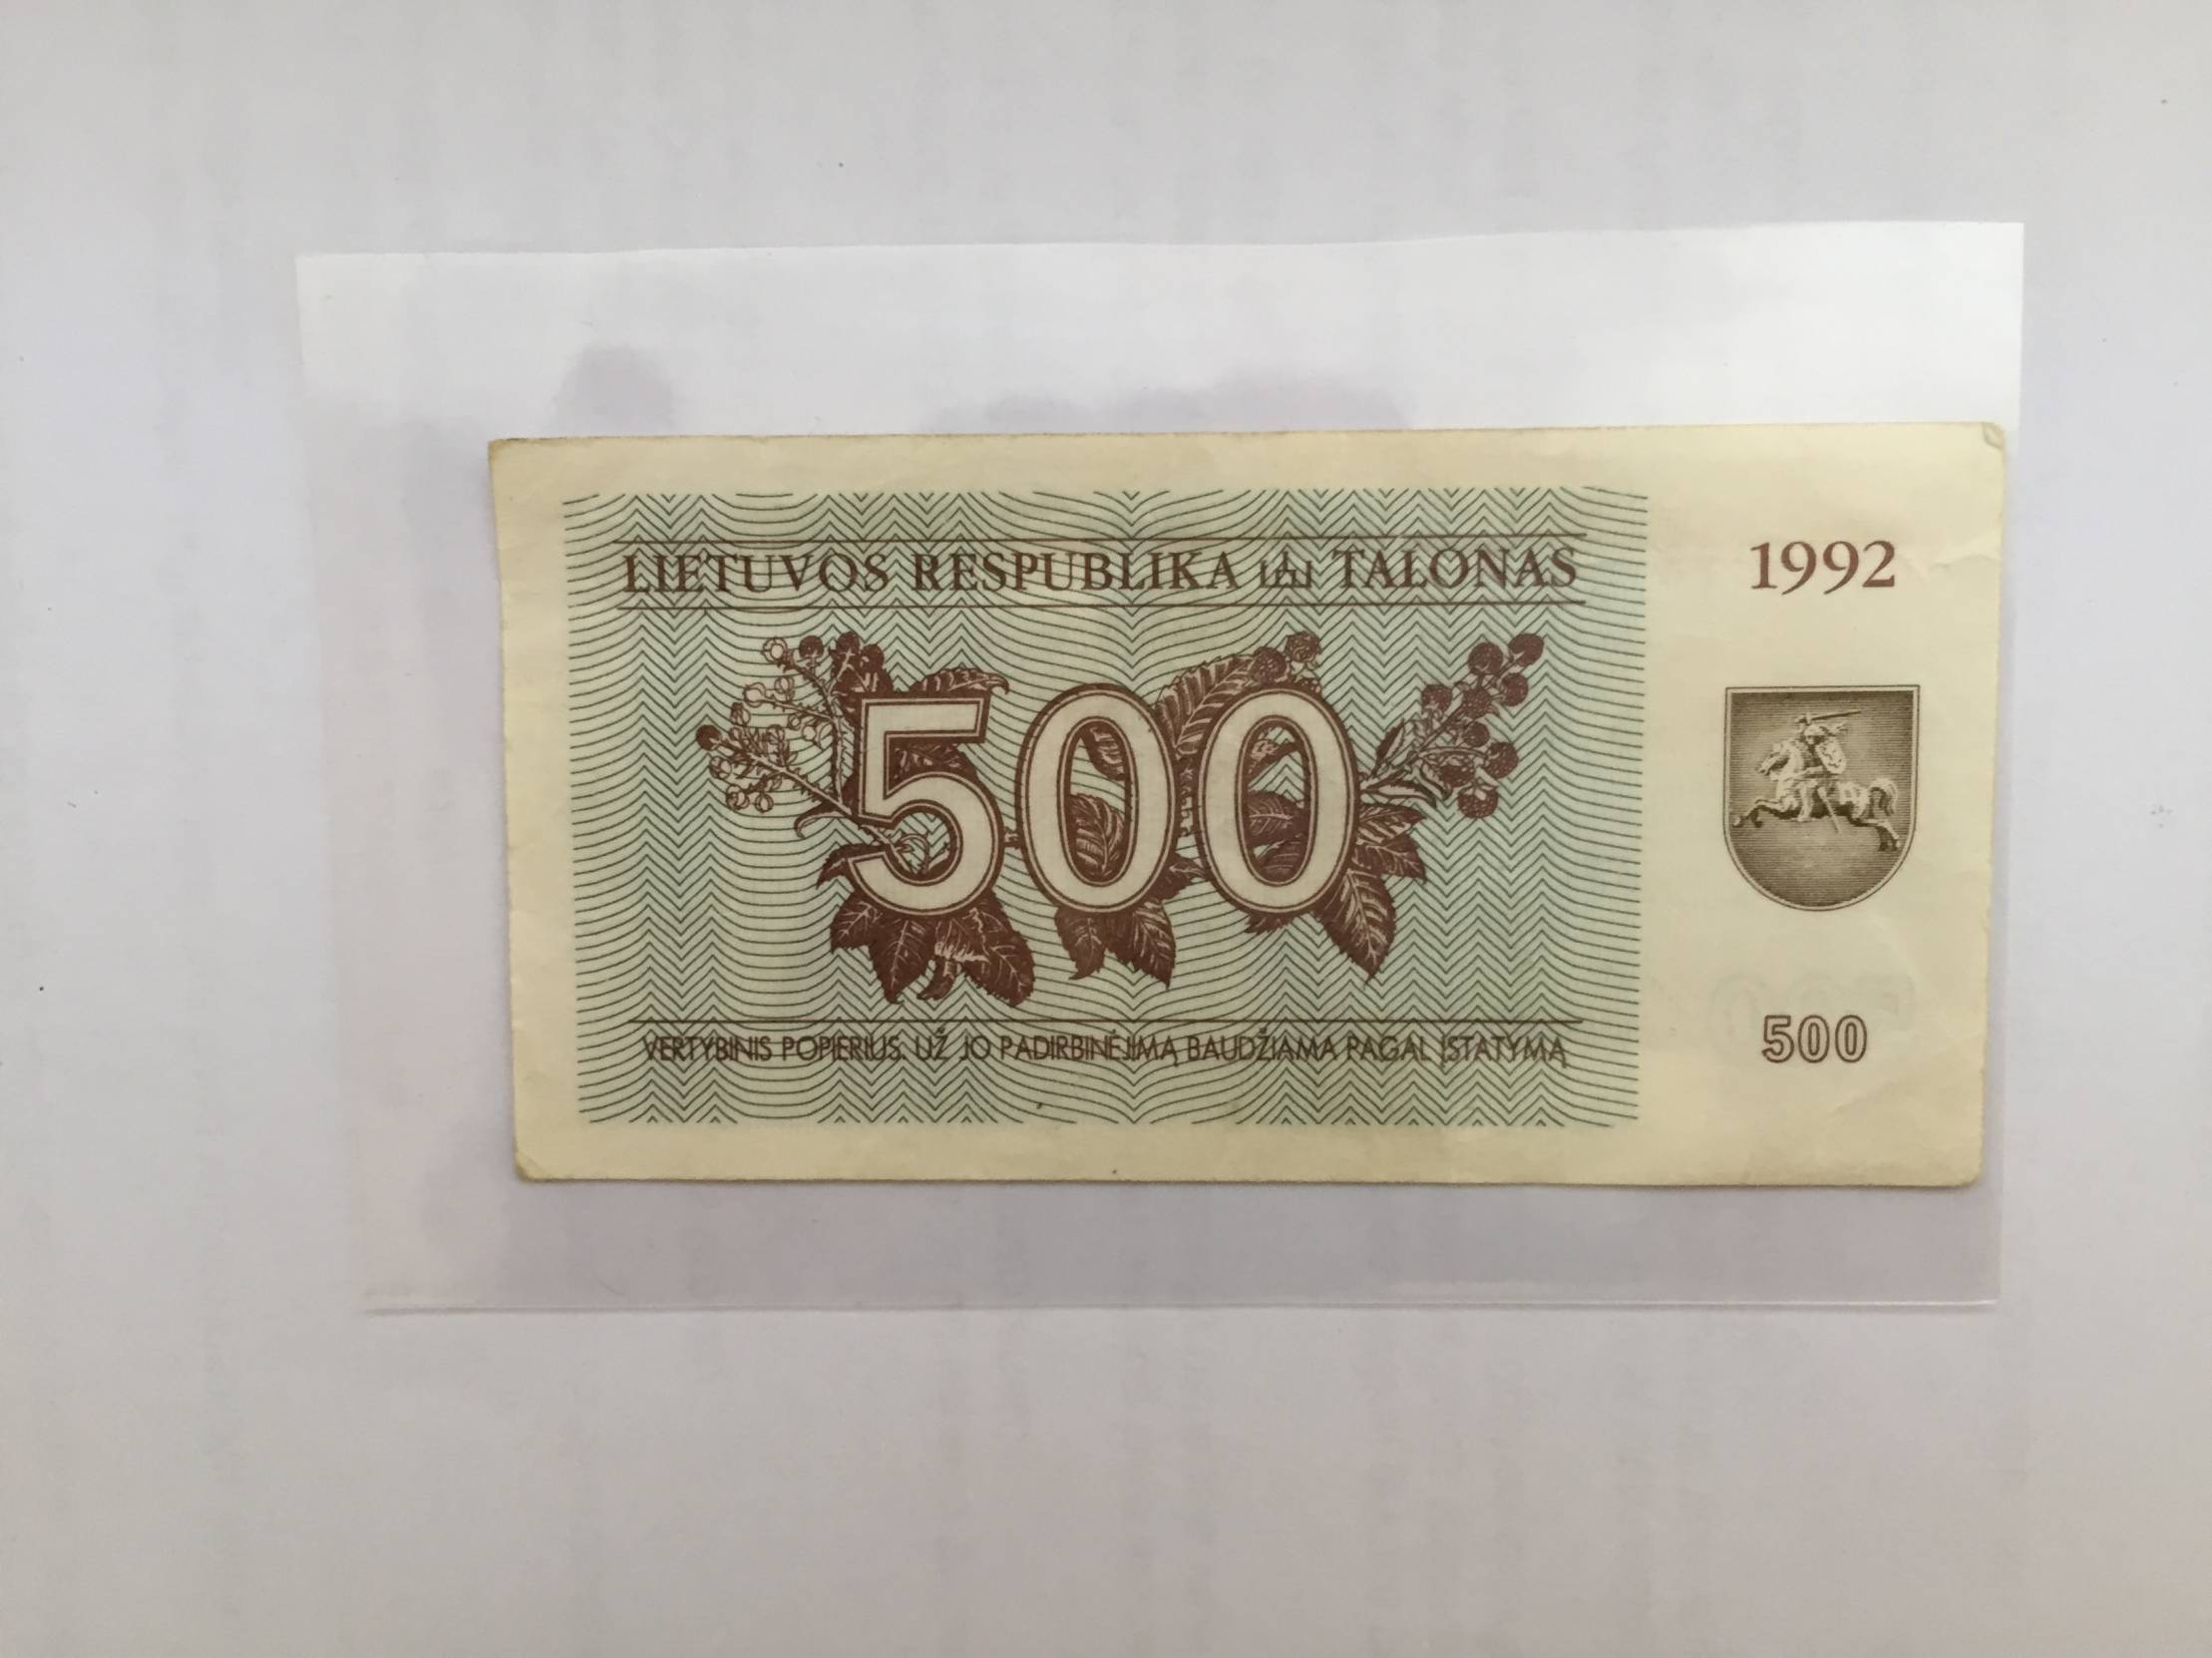 LIETUVOS RESPUBLIKA TALONAS
1992
500
VERTYBINIS POPIERIUS. UŽ JO PADIRBINĖJIMĄ BAUDŽIAMA PAGAL ĮSTATYMĄ
500